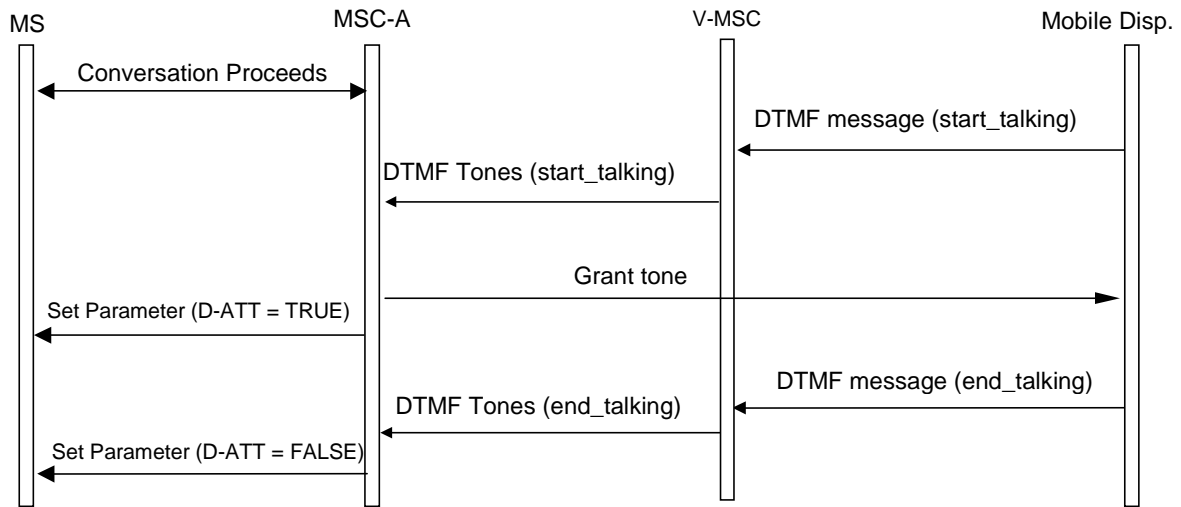 MS
MSC-A
V-MSC
Mobile Disp.
Conversation Proceeds
DTMF message (start_talking)
DTMF Tones (start_talking)
Grant tone
Set Parameter (D-ATT = TRUE)
DTMF message (end_talking)
DTMF Tones (end_talking)
Set Parameter (D-ATT = FALSE)